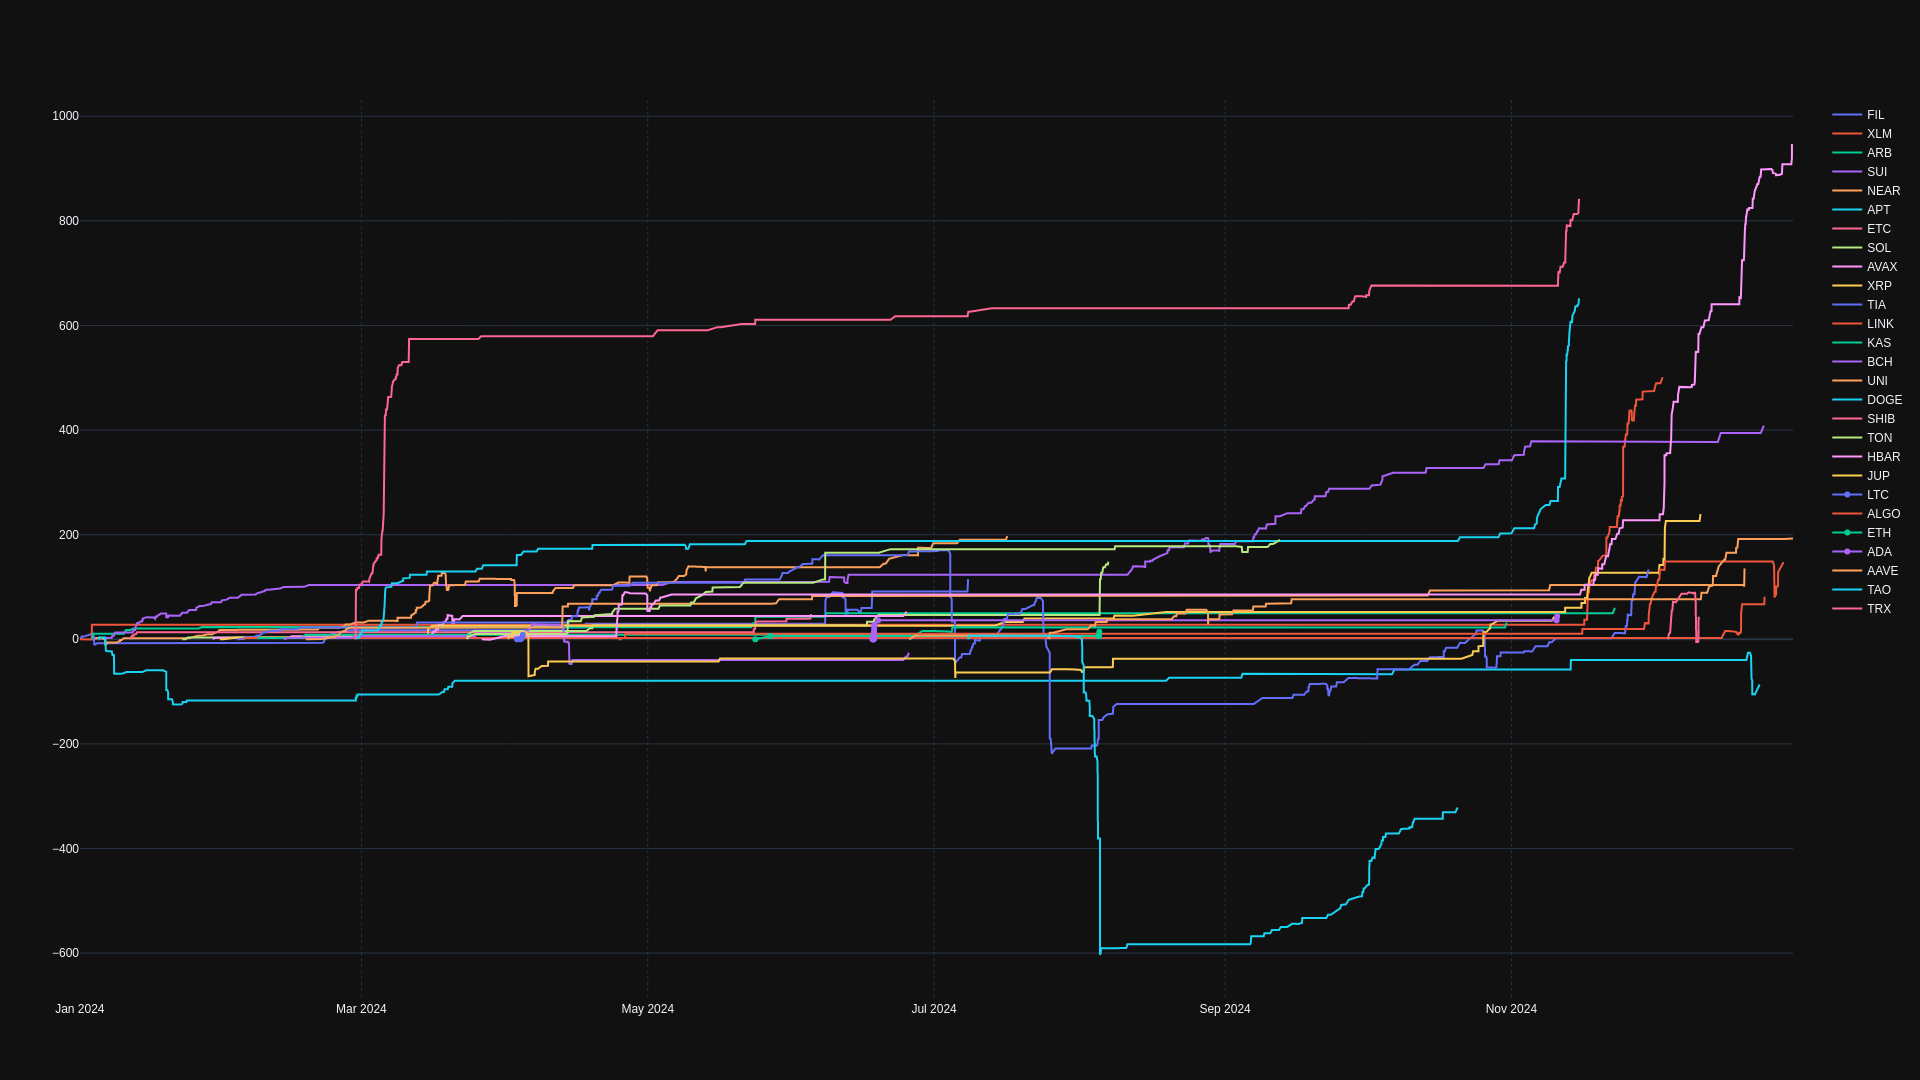 1000
800
600
400
200
0
−200
−400
−600
Jan 2024
Mar 2024
May 2024
Jul 2024
Sep 2024
Nov 2024
FIL
XLM
ARB
SUI
NEAR
APT
ETC
SOL
AVAX
XRP
TIA
LINK
KAS
BCH
UNI
DOGE
SHIB
TON
HBAR
JUP
LTC
ALGO
ETH
ADA
AAVE
TAO
TRX